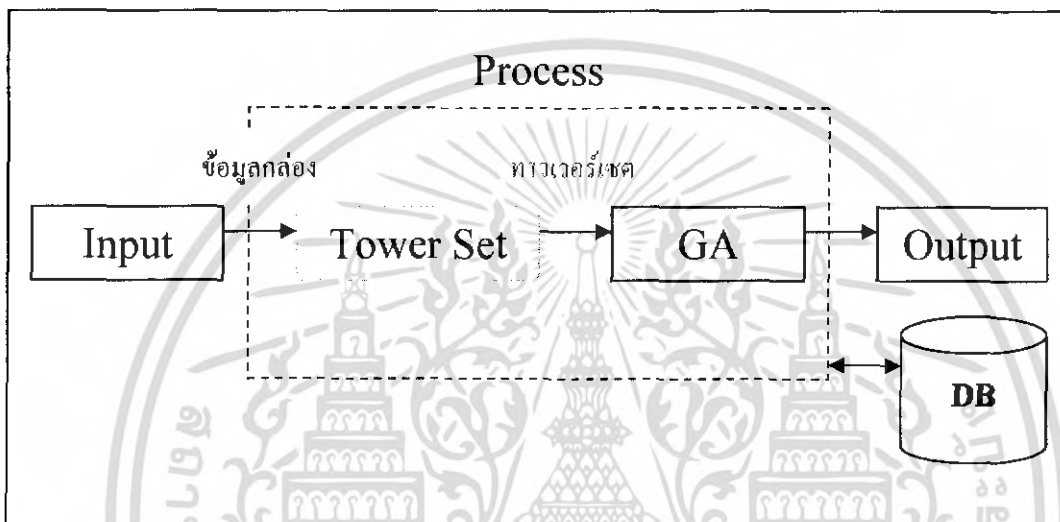 Process
ข้อมูลกล่อง
ทาวเวอร์เซต
Input
Tower Set
GA
Output
DB